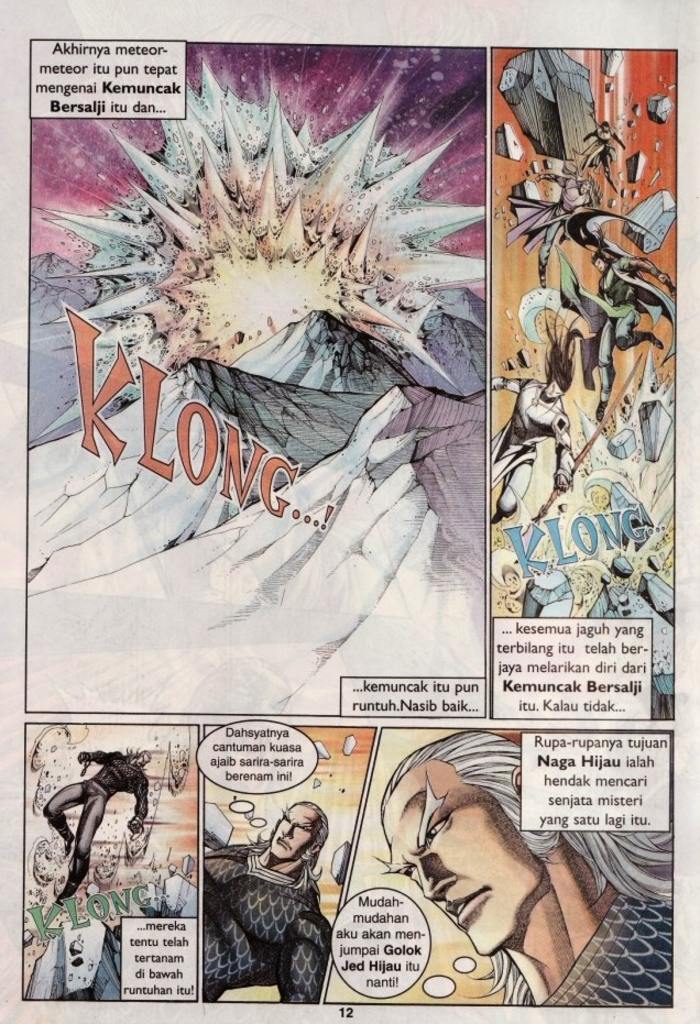 Akhirnya meteor-
meteor itu pun tepat
mengenai Kemuncak
Bersalji itu dan...
KLONG...!
...kemuncak itu pun
runtuh.Nasib baik...
KLONG...
... kesemua jaguh yang
terbilang itu telah ber-
jaya melarikan diri dari
Kemuncak Bersalji
itu. Kalau tidak...
KLONG...
...mereka
tentu telah
tertanam
di bawah
runtuhan itu!
Dahsyatnya
cantuman kuasa
ajaib sarira-sarira
berenam ini!
Rupa-rupanya tujuan
Naga Hijau ialah
hendak mencari
senjata misteri
yang satu lagi itu.
Mudah-
mudahan
aku akan men-
jumpai Golok
Jed Hijau itu
nanti!
12